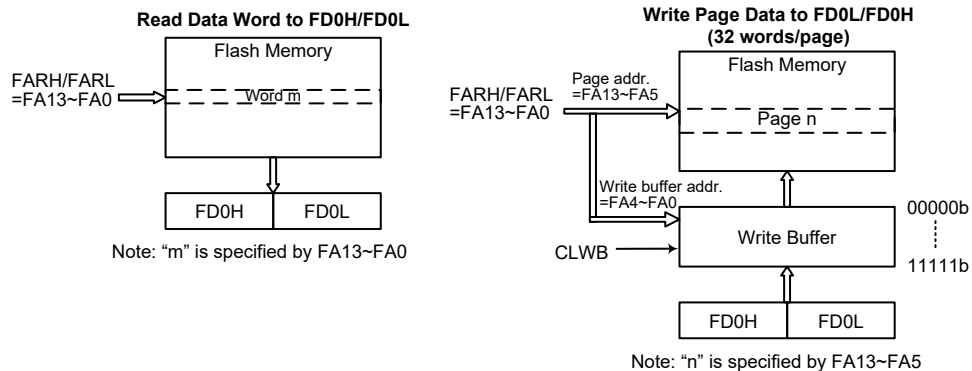 Read Data Word to FD0H/FD0L
Flash Memory
FARH/FARL
=FA13~FA0
Word m
FD0H
FD0L
Note: “m” is specified by FA13~FA0
Write Page Data to FD0L/FD0H
(32 words/page)
Flash Memory
Page addr.
=FA13~FA5
FARH/FARL
=FA13~FA0
Page n
Write buffer addr.
=FA4~FA0
00000b
Write Buffer
CLWB
11111b
FD0H
FD0L
Note: “n” is specified by FA13~FA5